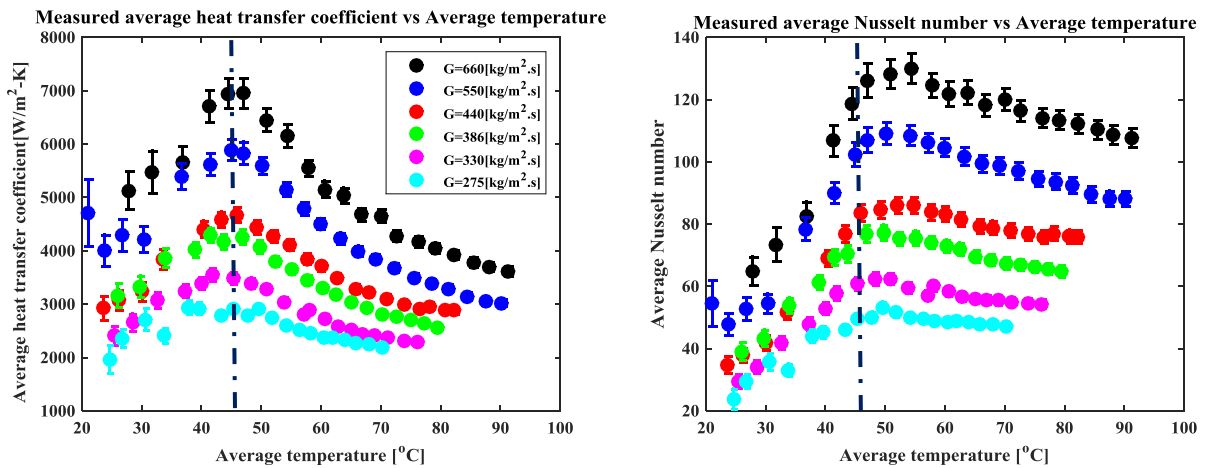 Measured average heat transfer coefficient vs Average temperature
Average heat transfer coefficient[W/m²-K]
8000
7000
6000
5000
4000
3000
2000
1000
G=660[kg/m².s]
G=550[kg/m².s]
G=440[kg/m².s]
G=386[kg/m².s]
G=330[kg/m².s]
G=275[kg/m².s]
20 30 40 50 60 70 80 90 100
Average temperature [°C]
Measured average Nusselt number vs Average temperature
Average Nusselt number
140
120
100
80
60
40
20
20 30 40 50 60 70 80 90 100
Average temperature [°C]